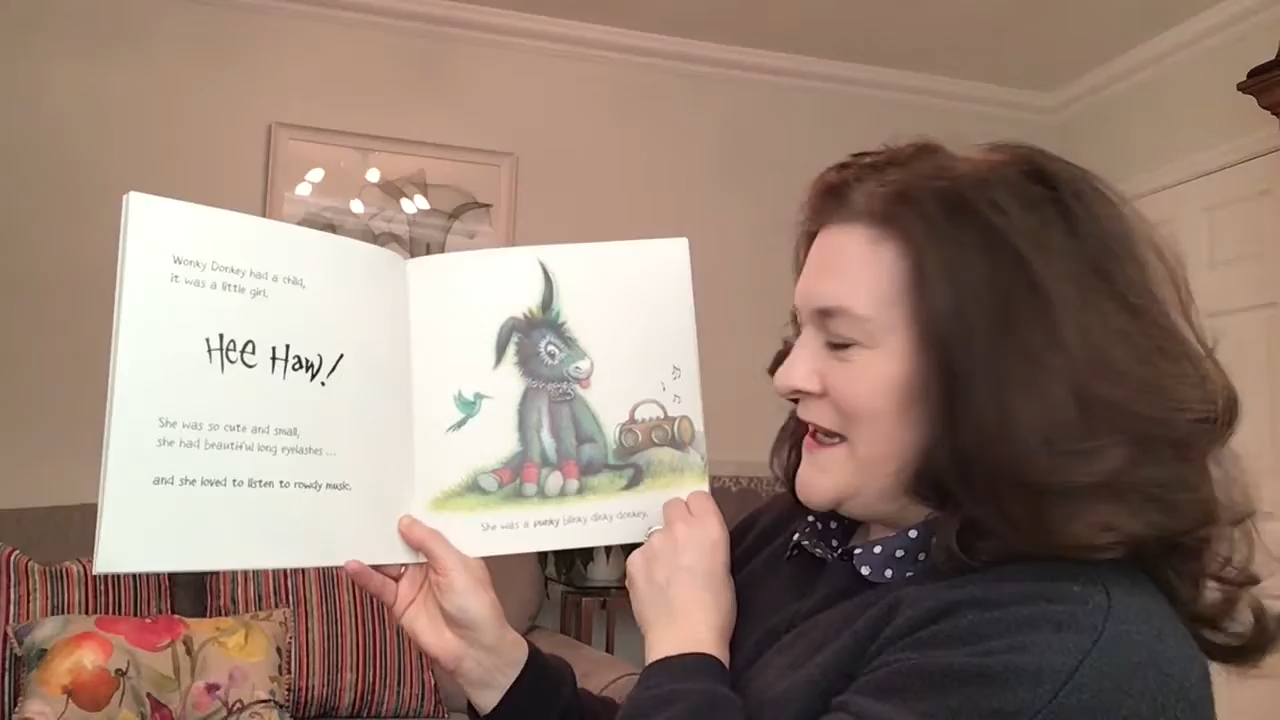 Wonky Donkey had a child,
it was a little girl.
Hee Haw!
She was so cute and small,
she had beautiful long eyelashes ...
and she loved to listen to rowdy music.
She was a punky blinky dinky donkey.